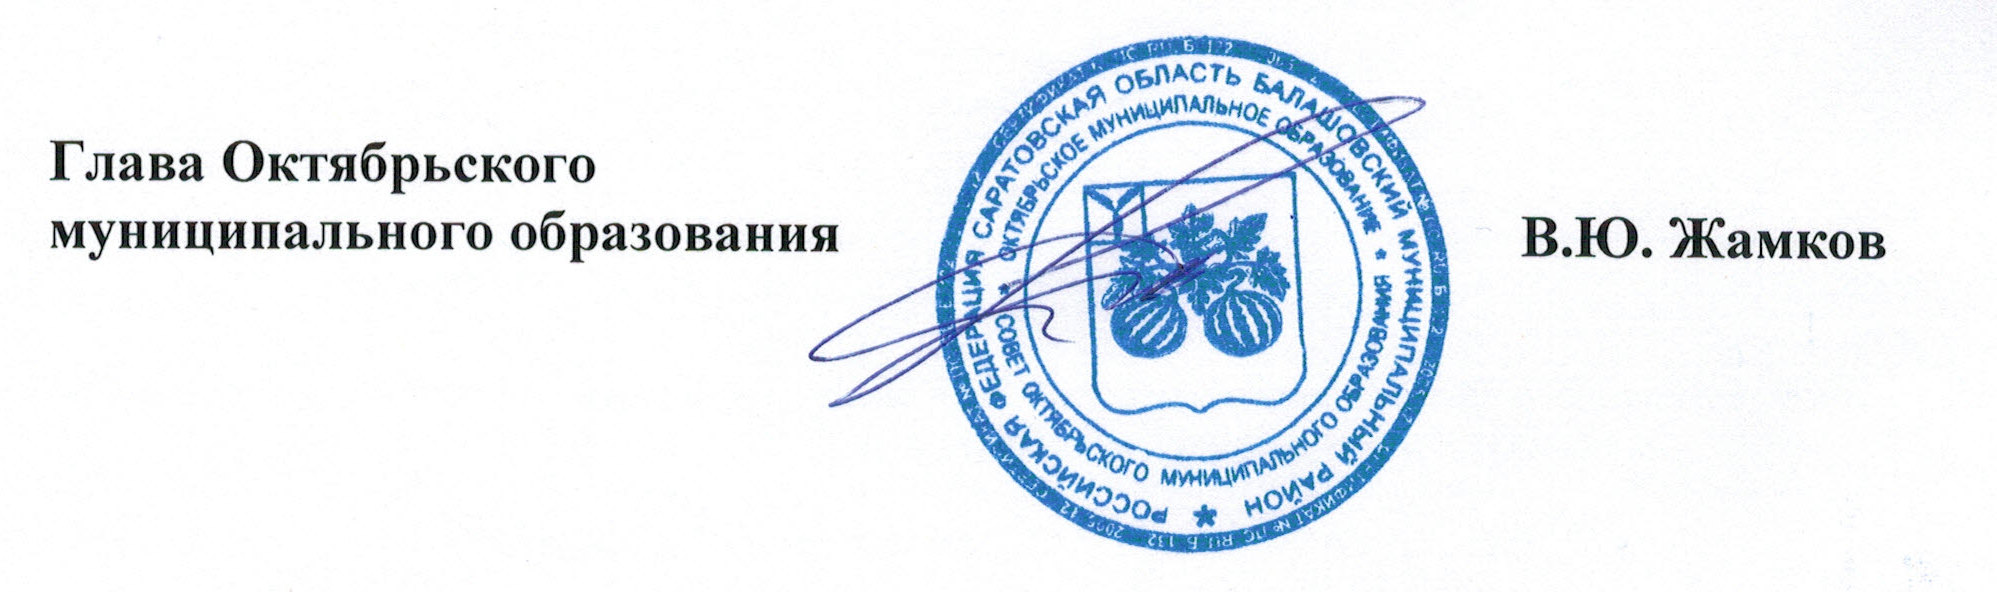 Глава Октябрьского
муниципального образования
В.Ю. Жамков
РОССИЙСКАЯ ФЕДЕРАЦИЯ САРАТОВСКАЯ ОБЛАСТЬ БАЛАШОВСКИЙ МУНИЦИПАЛЬНЫЙ РАЙОН
ОКТЯБРЬСКОЕ МУНИЦИПАЛЬНОЕ ОБРАЗОВАНИЕ
СОВЕТ ОКТЯБРЬСКОГО МУНИЦИПАЛЬНОГО ОБРАЗОВАНИЯ